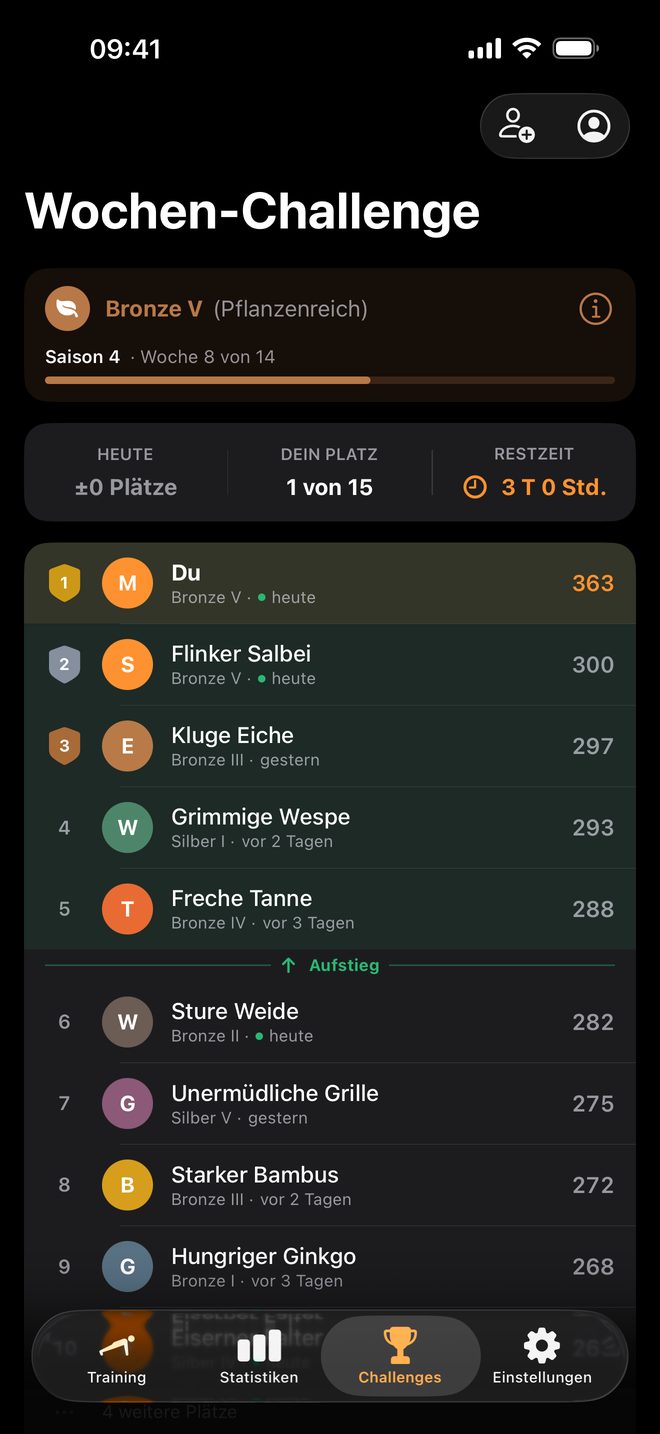 09:41
Wochen-Challenge
Bronze V (Pflanzenreich)
Saison 4 · Woche 8 von 14
HEUTE DEIN PLATZ RESTZEIT
±0 Plätze 1 von 15 3 T 0 Std.
1 M Du 363
Bronze V · heute
2 S Flinker Salbei 300
Bronze V · heute
3 E Kluge Eiche 297
Bronze III · gestern
4 W Grimmige Wespe 293
Silber I · vor 2 Tagen
5 T Freche Tanne 288
Bronze IV · vor 3 Tagen
↑ Aufstieg
6 W Sture Weide 282
Bronze II · heute
7 G Unermüdliche Grille 275
Silber V · gestern
8 B Starker Bambus 272
Bronze III · vor 2 Tagen
9 G Hungriger Ginkgo 268
Bronze I · vor 3 Tagen
10
Training Statistiken Challenges Einstellungen
... 4 weitere Plätze